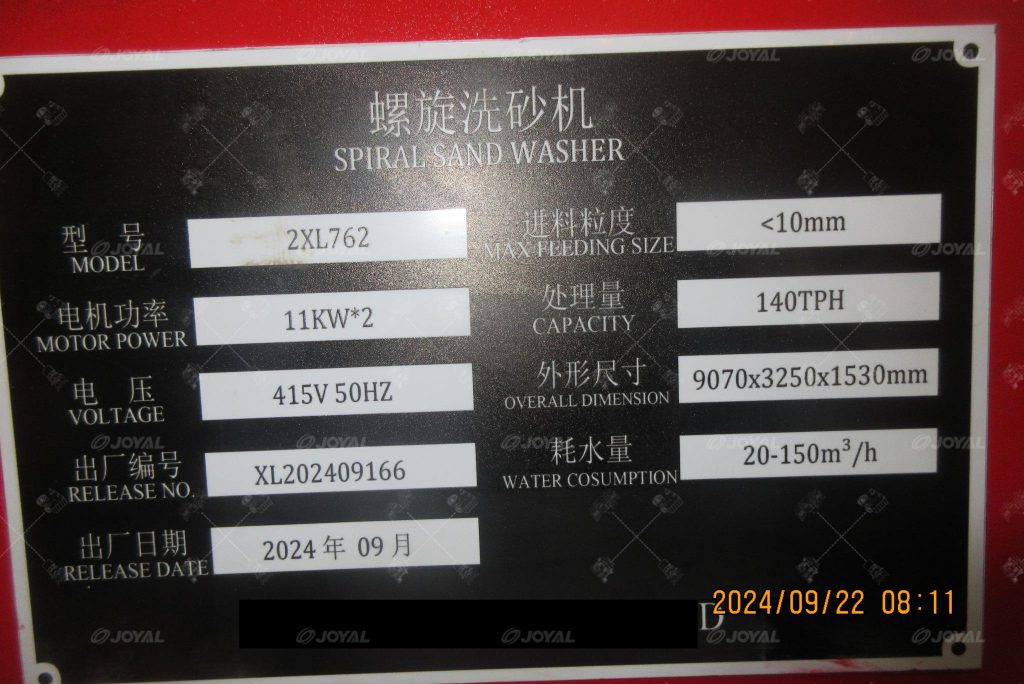 螺旋洗砂机
SPIRAL SAND WASHER
型 号
MODEL
2XL762
电机功率
MOTOR POWER
11KW*2
电 压
VOLTAGE
415V 50HZ
出厂编号
RELEASE NO.
XL202409166
出厂日期
RELEASE DATE
2024 年 09 月
进料粒度
MAX FEEDING SIZE
<10mm
处理量
CAPACITY
140TPH
外形尺寸
OVERALL DIMENSION
9070x3250x1530mm
耗水量
WATER COSUMPTION
20-150m³/h
D
2024/09/22 08:11
JOYAL